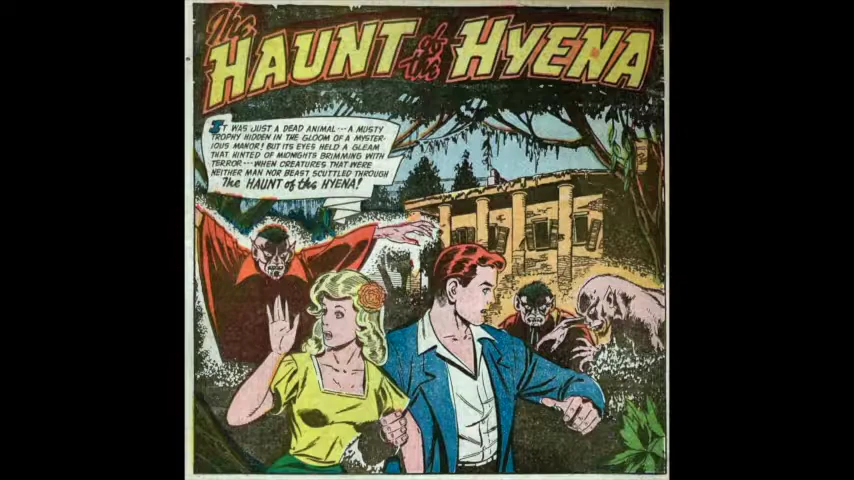 The
HAUNT of the HYENA
IT WAS JUST A DEAD ANIMAL---A MUSTY
TROPHY HIDDEN IN THE GLOOM OF A MYSTER-
IOUS MANOR! BUT ITS EYES HELD A GLEAM
THAT HINTED OF MIDNIGHTS BRIMMING WITH
TERROR---WHEN CREATURES THAT WERE
NEITHER MAN NOR BEAST SCUTTLED THROUGH
The HAUNT of the HYENA!